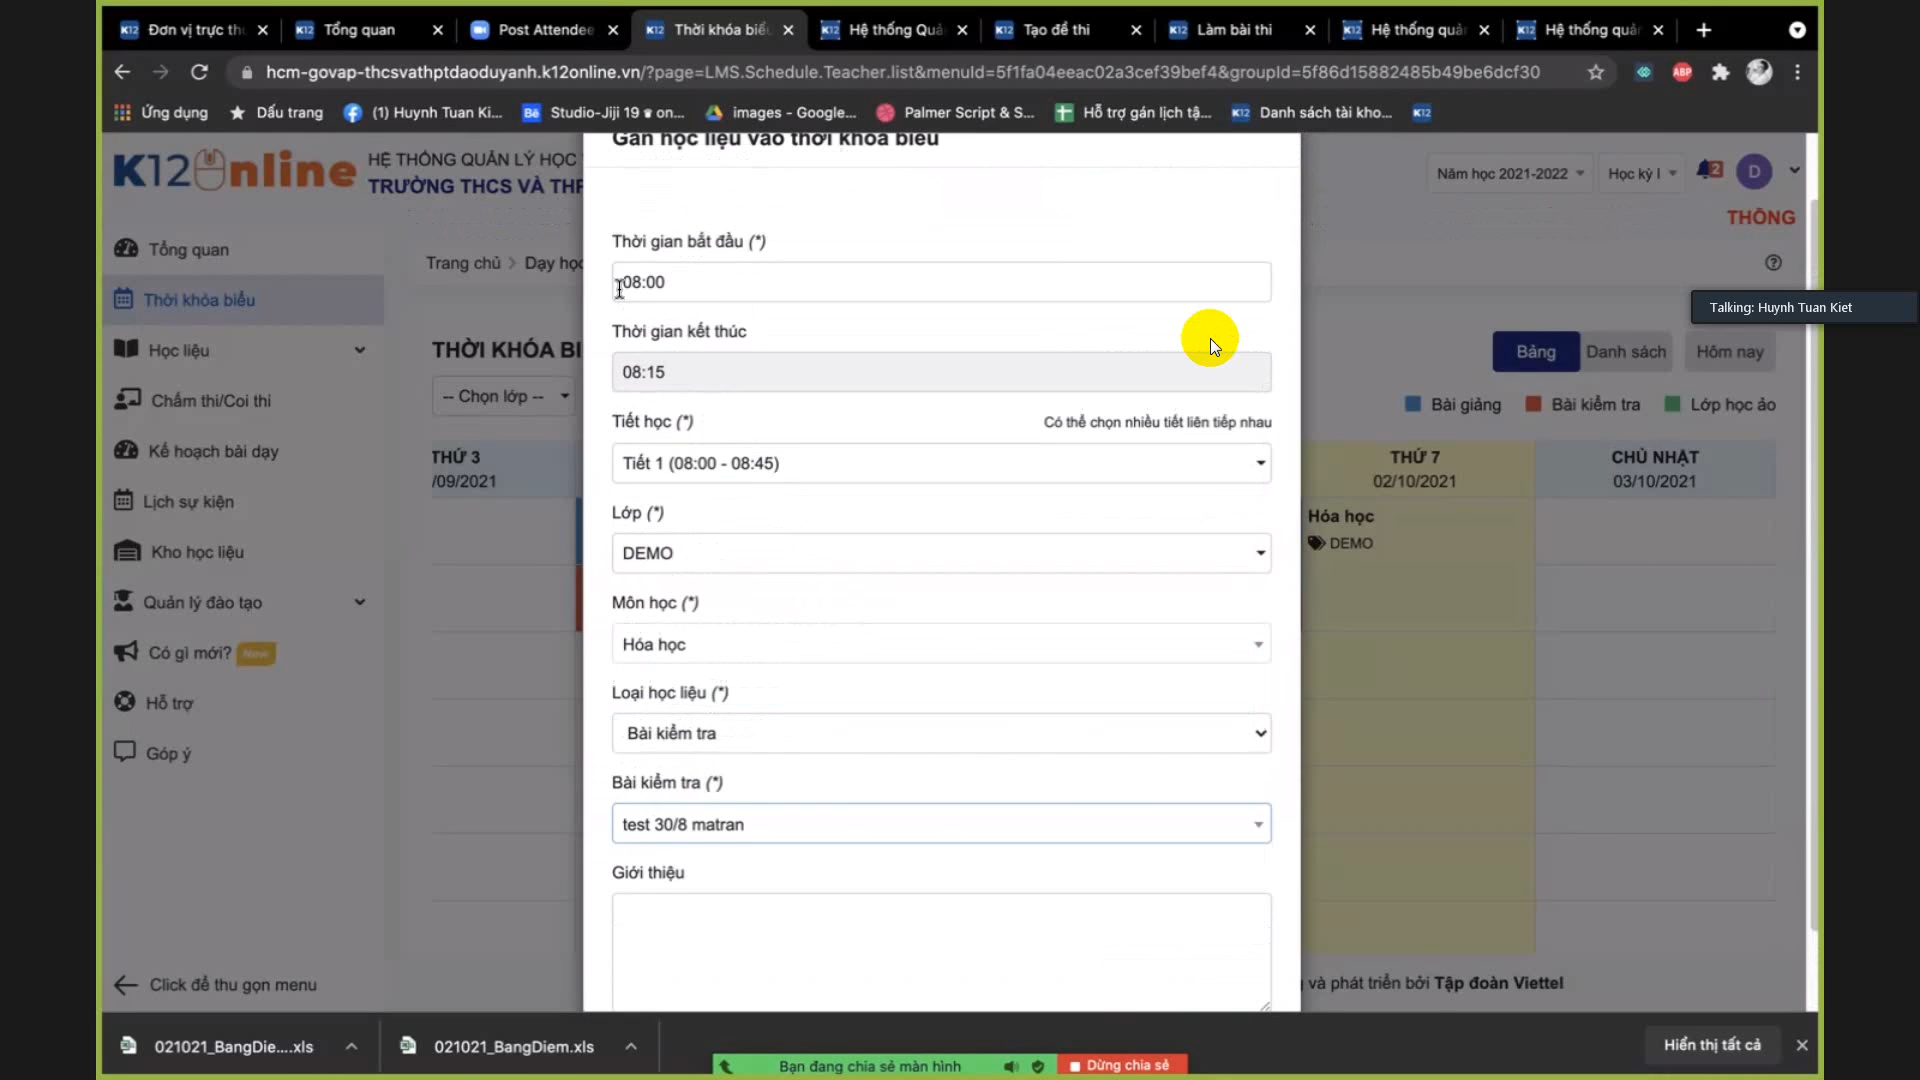 Đơn vị trực th
Tổng quan
Post Attendee
Thời khóa biểu
Hệ thống Quả
Tạo đề thi
Làm bài thi
Hệ thống quản
Hệ thống quản
hcm-govap-thcsvathptdaoduyanh.k12online.vn/?page=LMS.Schedule.Teacher.list&menuId=5f1fa04eeac02a3cef39bef4&groupId=5f86d15882485b49be6dcf30
Ứng dụng
Dấu trang
(1) Huynh Tuan Ki...
Studio-Jiji 19 ♛ on...
images - Google...
Palmer Script & S...
Hỗ trợ gán lịch tậ...
Danh sách tài kho...
Gán học liệu vào thời khóa biểu
K12Online
HỆ THỐNG QUẢN LÝ HỌC
TRƯỜNG THCS VÀ THP
Năm học 2021-2022
Học kỳ I
2
D
THÔNG
Tổng quan
Thời khóa biểu
Học liệu
Chấm thi/Coi thi
Kế hoạch bài dạy
Lịch sự kiện
Kho học liệu
Quản lý đào tạo
Có gì mới? New
Hỗ trợ
Góp ý
Click để thu gọn menu
Trang chủ > Dạy học
THỜI KHÓA BI
-- Chọn lớp --
THỨ 3
/09/2021
Thời gian bắt đầu (*)
08:00
Thời gian kết thúc
08:15
Tiết học (*)
Có thể chọn nhiều tiết liên tiếp nhau
Tiết 1 (08:00 - 08:45)
Lớp (*)
DEMO
Môn học (*)
Hóa học
Loại học liệu (*)
Bài kiểm tra
Bài kiểm tra (*)
test 30/8 matran
Giới thiệu
Talking: Huynh Tuan Kiet
Bảng
Danh sách
Hôm nay
Bài giảng
Bài kiểm tra
Lớp học ảo
THỨ 7
02/10/2021
CHỦ NHẬT
03/10/2021
Hóa học
DEMO
và phát triển bởi Tập đoàn Viettel
021021_BangDie....xls
021021_BangDiem.xls
Hiển thị tất cả
Bạn đang chia sẻ màn hình
Dừng chia sẻ